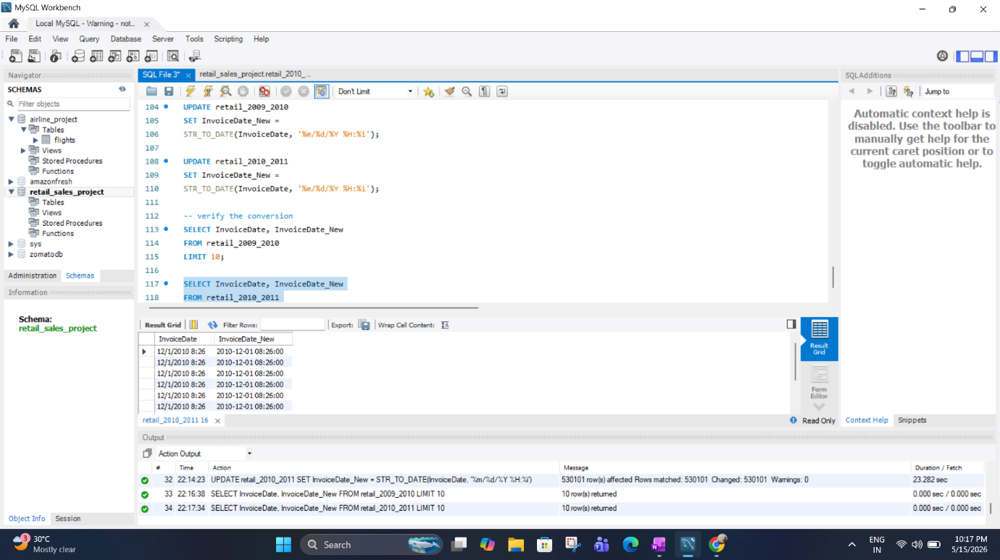 MySQL Workbench
Local MySQL - Warning - not...
File Edit View Query Database Server Tools Scripting Help
Navigator
SCHEMAS
Filter objects
airline_project
Tables
flights
Views
Stored Procedures
Functions
amazonfresh
retail_sales_project
Tables
Views
Stored Procedures
Functions
sys
zomatodb
Administration Schemas
Information
Schema:
retail_sales_project
Object Info Session
SQL File 3* retail_sales_project.retail_2010_...
Don't Limit
104 UPDATE retail_2009_2010
105 SET InvoiceDate_New =
106 STR_TO_DATE(InvoiceDate, '%m/%d/%Y %H:%i');
107
108 UPDATE retail_2010_2011
109 SET InvoiceDate_New =
110 STR_TO_DATE(InvoiceDate, '%m/%d/%Y %H:%i');
111
112 -- verify the conversion
113 SELECT InvoiceDate, InvoiceDate_New
114 FROM retail_2009_2010
115 LIMIT 10;
116
117 SELECT InvoiceDate, InvoiceDate_New
118 FROM retail_2010_2011
Result Grid Filter Rows: Export: Wrap Cell Content:
InvoiceDate InvoiceDate_New
12/1/2010 8:26 2010-12-01 08:26:00
12/1/2010 8:26 2010-12-01 08:26:00
12/1/2010 8:26 2010-12-01 08:26:00
12/1/2010 8:26 2010-12-01 08:26:00
12/1/2010 8:26 2010-12-01 08:26:00
12/1/2010 8:26 2010-12-01 08:26:00
Result
Grid
Form
Editor
retail_2010_2011 16
Read Only
SQLAdditions
Jump to
Automatic context help is
disabled. Use the toolbar to
manually get help for the
current caret position or to
toggle automatic help.
Context Help Snippets
Output
Action Output
# Time Action Message Duration / Fetch
32 22:14:23 UPDATE retail_2010_2011 SET InvoiceDate_New = STR_TO_DATE(InvoiceDate, '%m/%d/%Y %H:%i') 530101 row(s) affected Rows matched: 530101 Changed: 530101 Warnings: 0 23.282 sec
33 22:16:38 SELECT InvoiceDate, InvoiceDate_New FROM retail_2009_2010 LIMIT 10 10 row(s) returned 0.000 sec / 0.000 sec
34 22:17:34 SELECT InvoiceDate, InvoiceDate_New FROM retail_2010_2011 LIMIT 10 10 row(s) returned 0.000 sec / 0.000 sec
3
30°C
Mostly clear
Search
ENG
IN
10:17 PM
5/15/2026